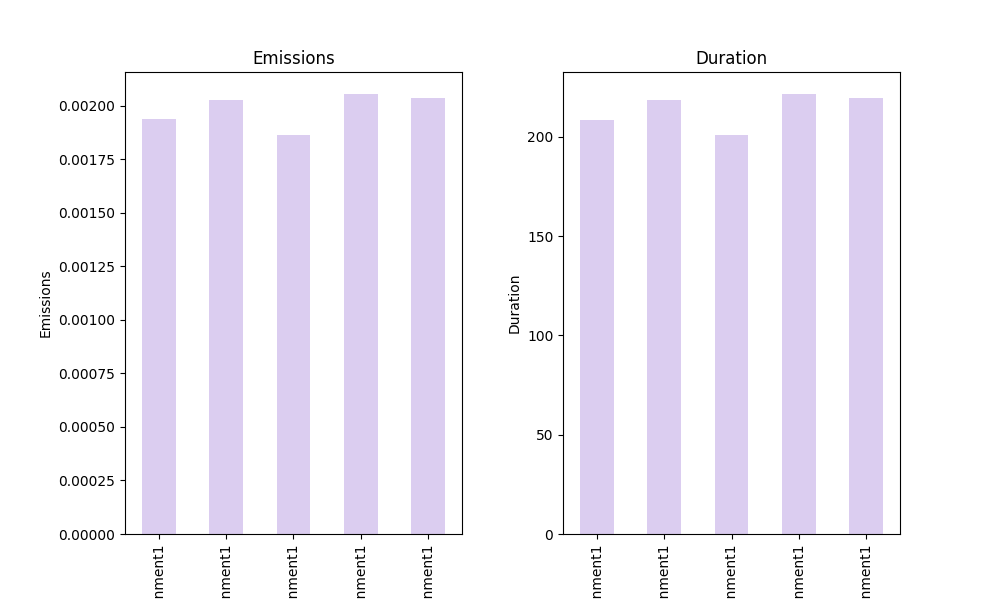 Emissions
Emissions
0.00200
0.00175
0.00150
0.00125
0.00100
0.00075
0.00050
0.00025
0.00000
nment1
nment1
nment1
nment1
nment1
Duration
Duration
200
150
100
50
0
nment1
nment1
nment1
nment1
nment1